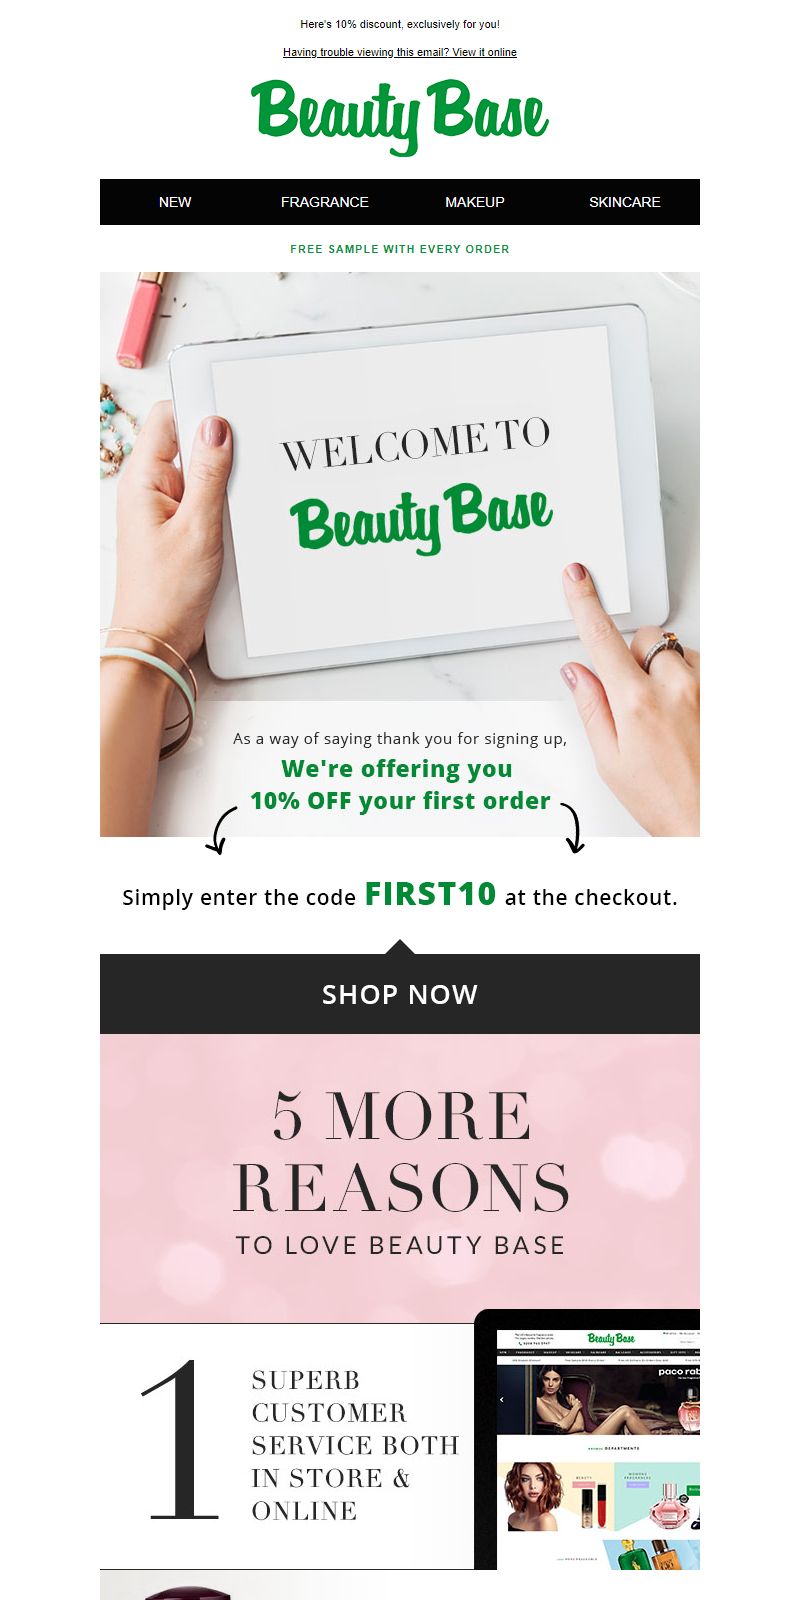 Here's 10% discount, exclusively for you!
Having trouble viewing this email? View it online
Beauty Base
NEW FRAGRANCE MAKEUP SKINCARE
FREE SAMPLE WITH EVERY ORDER
WELCOME TO
Beauty Base
As a way of saying thank you for signing up,
We're offering you
10% OFF your first order
Simply enter the code FIRST10 at the checkout.
SHOP NOW
5 MORE
REASONS
TO LOVE BEAUTY BASE
1
SUPERB
CUSTOMER
SERVICE BOTH
IN STORE &
ONLINE
Beauty Base
paco rab
DEPARTMENTS